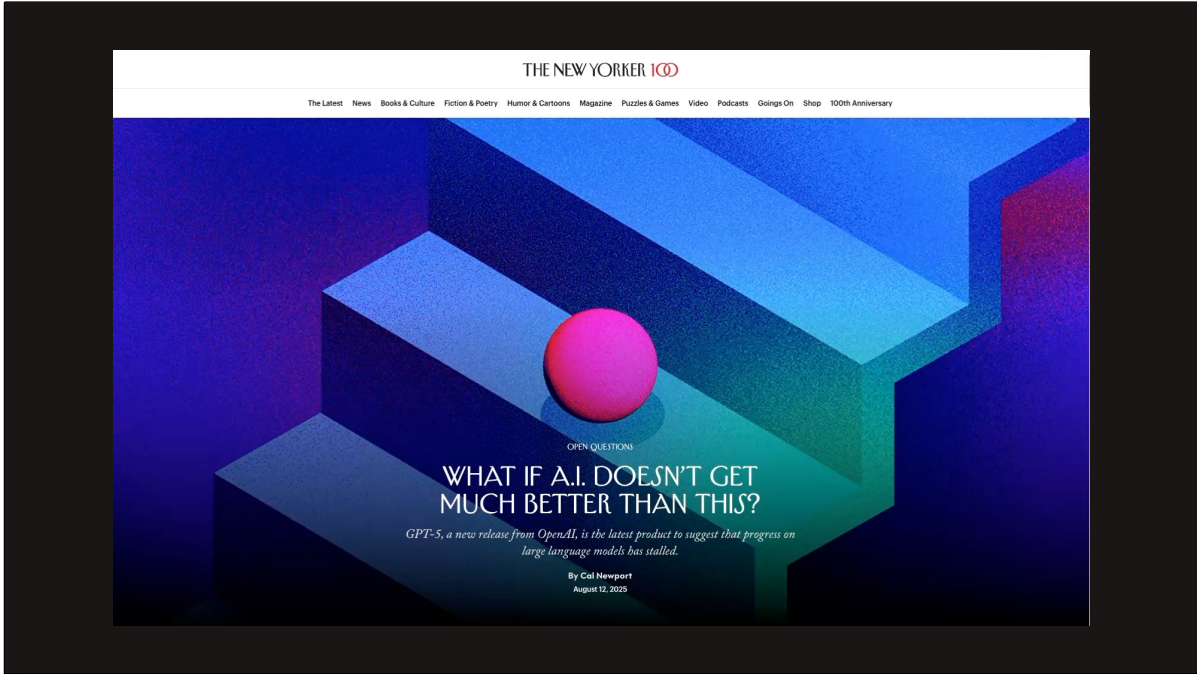 THE NEW YORKER 100
The Latest News Books & Culture Fiction & Poetry Humor & Cartoons Magazine Puzzles & Games Video Podcasts Goings On Shop 100th Anniversary
OPEN QUESTIONS
WHAT IF A.I. DOESN'T GET
MUCH BETTER THAN THIS?
GPT-5, a new release from OpenAI, is the latest product to suggest that progress on
large language models has stalled.
By Cal Newport
August 12, 2025